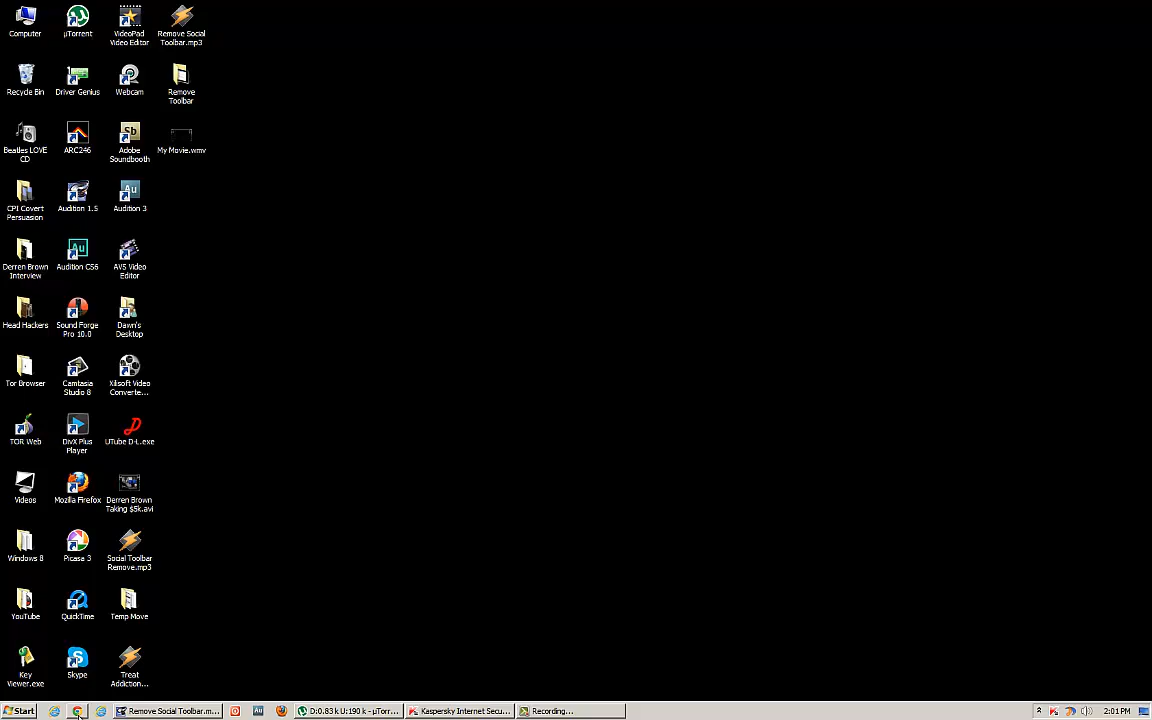 Computer
µTorrent
VideoPad
Video Editor
Remove Social
Toolbar.mp3
Recycle Bin
Driver Genius
Webcam
Remove
Toolbar
Beatles LOVE
CD
ARC246
Sb
Adobe
Soundbooth
My Movie.wmv
CPI Covert
Persuasion
Audition 1.5
Au
Audition 3
Derren Brown
Interview
Au
Audition CS6
AVS Video
Editor
Head Hackers
Sound Forge
Pro 10.0
Dawn's
Desktop
Tor Browser
Camtasia
Studio 8
Xilisoft Video
Converte...
TOR Web
DivX Plus
Player
D
UTube D-L.exe
Videos
Mozilla Firefox
Derren Brown
Taking $5k.avi
Windows 8
Picasa 3
Social Toolbar
Remove.mp3
YouTube
QuickTime
Temp Move
Key
Viewer.exe
Skype
Treat
Addiction...
Start
Remove Social Toolbar.m...
Au
D:0.83 k U:190 k - µTorr...
Kaspersky Internet Secu...
Recording...
2:01 PM